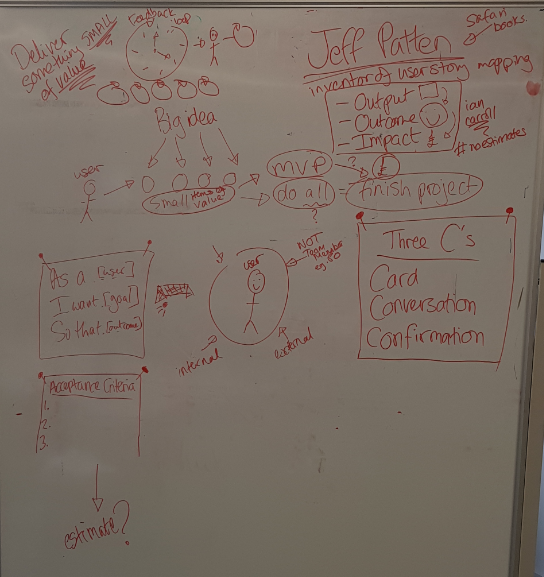 Deliver
something SMALL
of value
feedback
loop
Jeff Patten
inventor of user story mapping
Safari
books.
- Output
- Outcome
- Impact £
ian
carroll
#noestimates
Big idea
user
small items of
value
mvp
?
£
do all = finish project
?
As a [user]
I want [goal]
So that [outcome]
user
NOT
Team Member
eg. PO
internal
external
Three C's
Card
Conversation
Confirmation
Acceptance Criteria
1.
2.
3.
estimate?